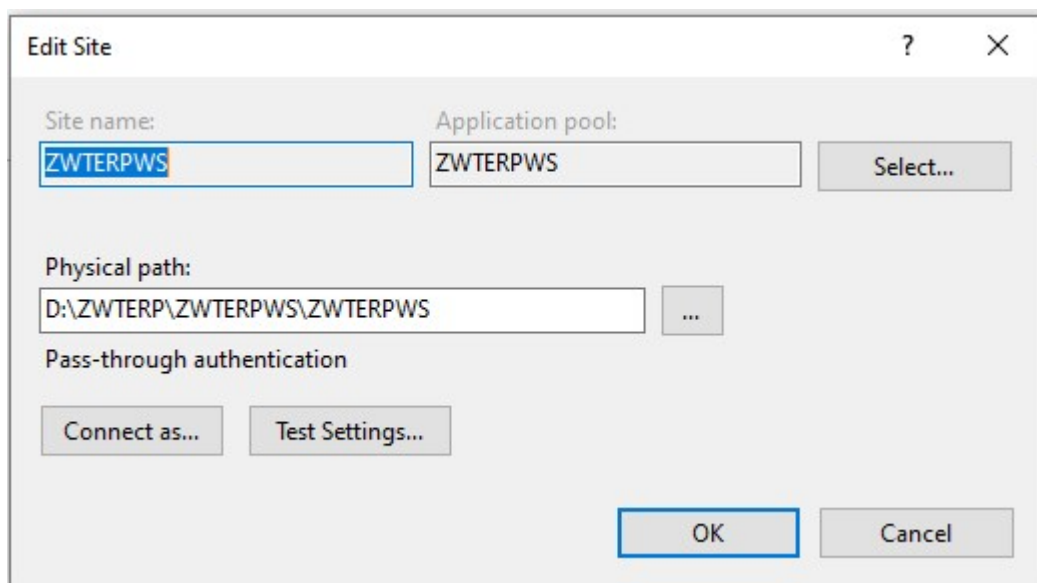 Edit Site
?
Site name:
Application pool:
ZWTERPWS
ZWTERPWS
Select...
Physical path:
D:\ZWTERP\ZWTERPWS\ZWTERPWS
...
Pass-through authentication
Connect as...
Test Settings...
OK
Cancel